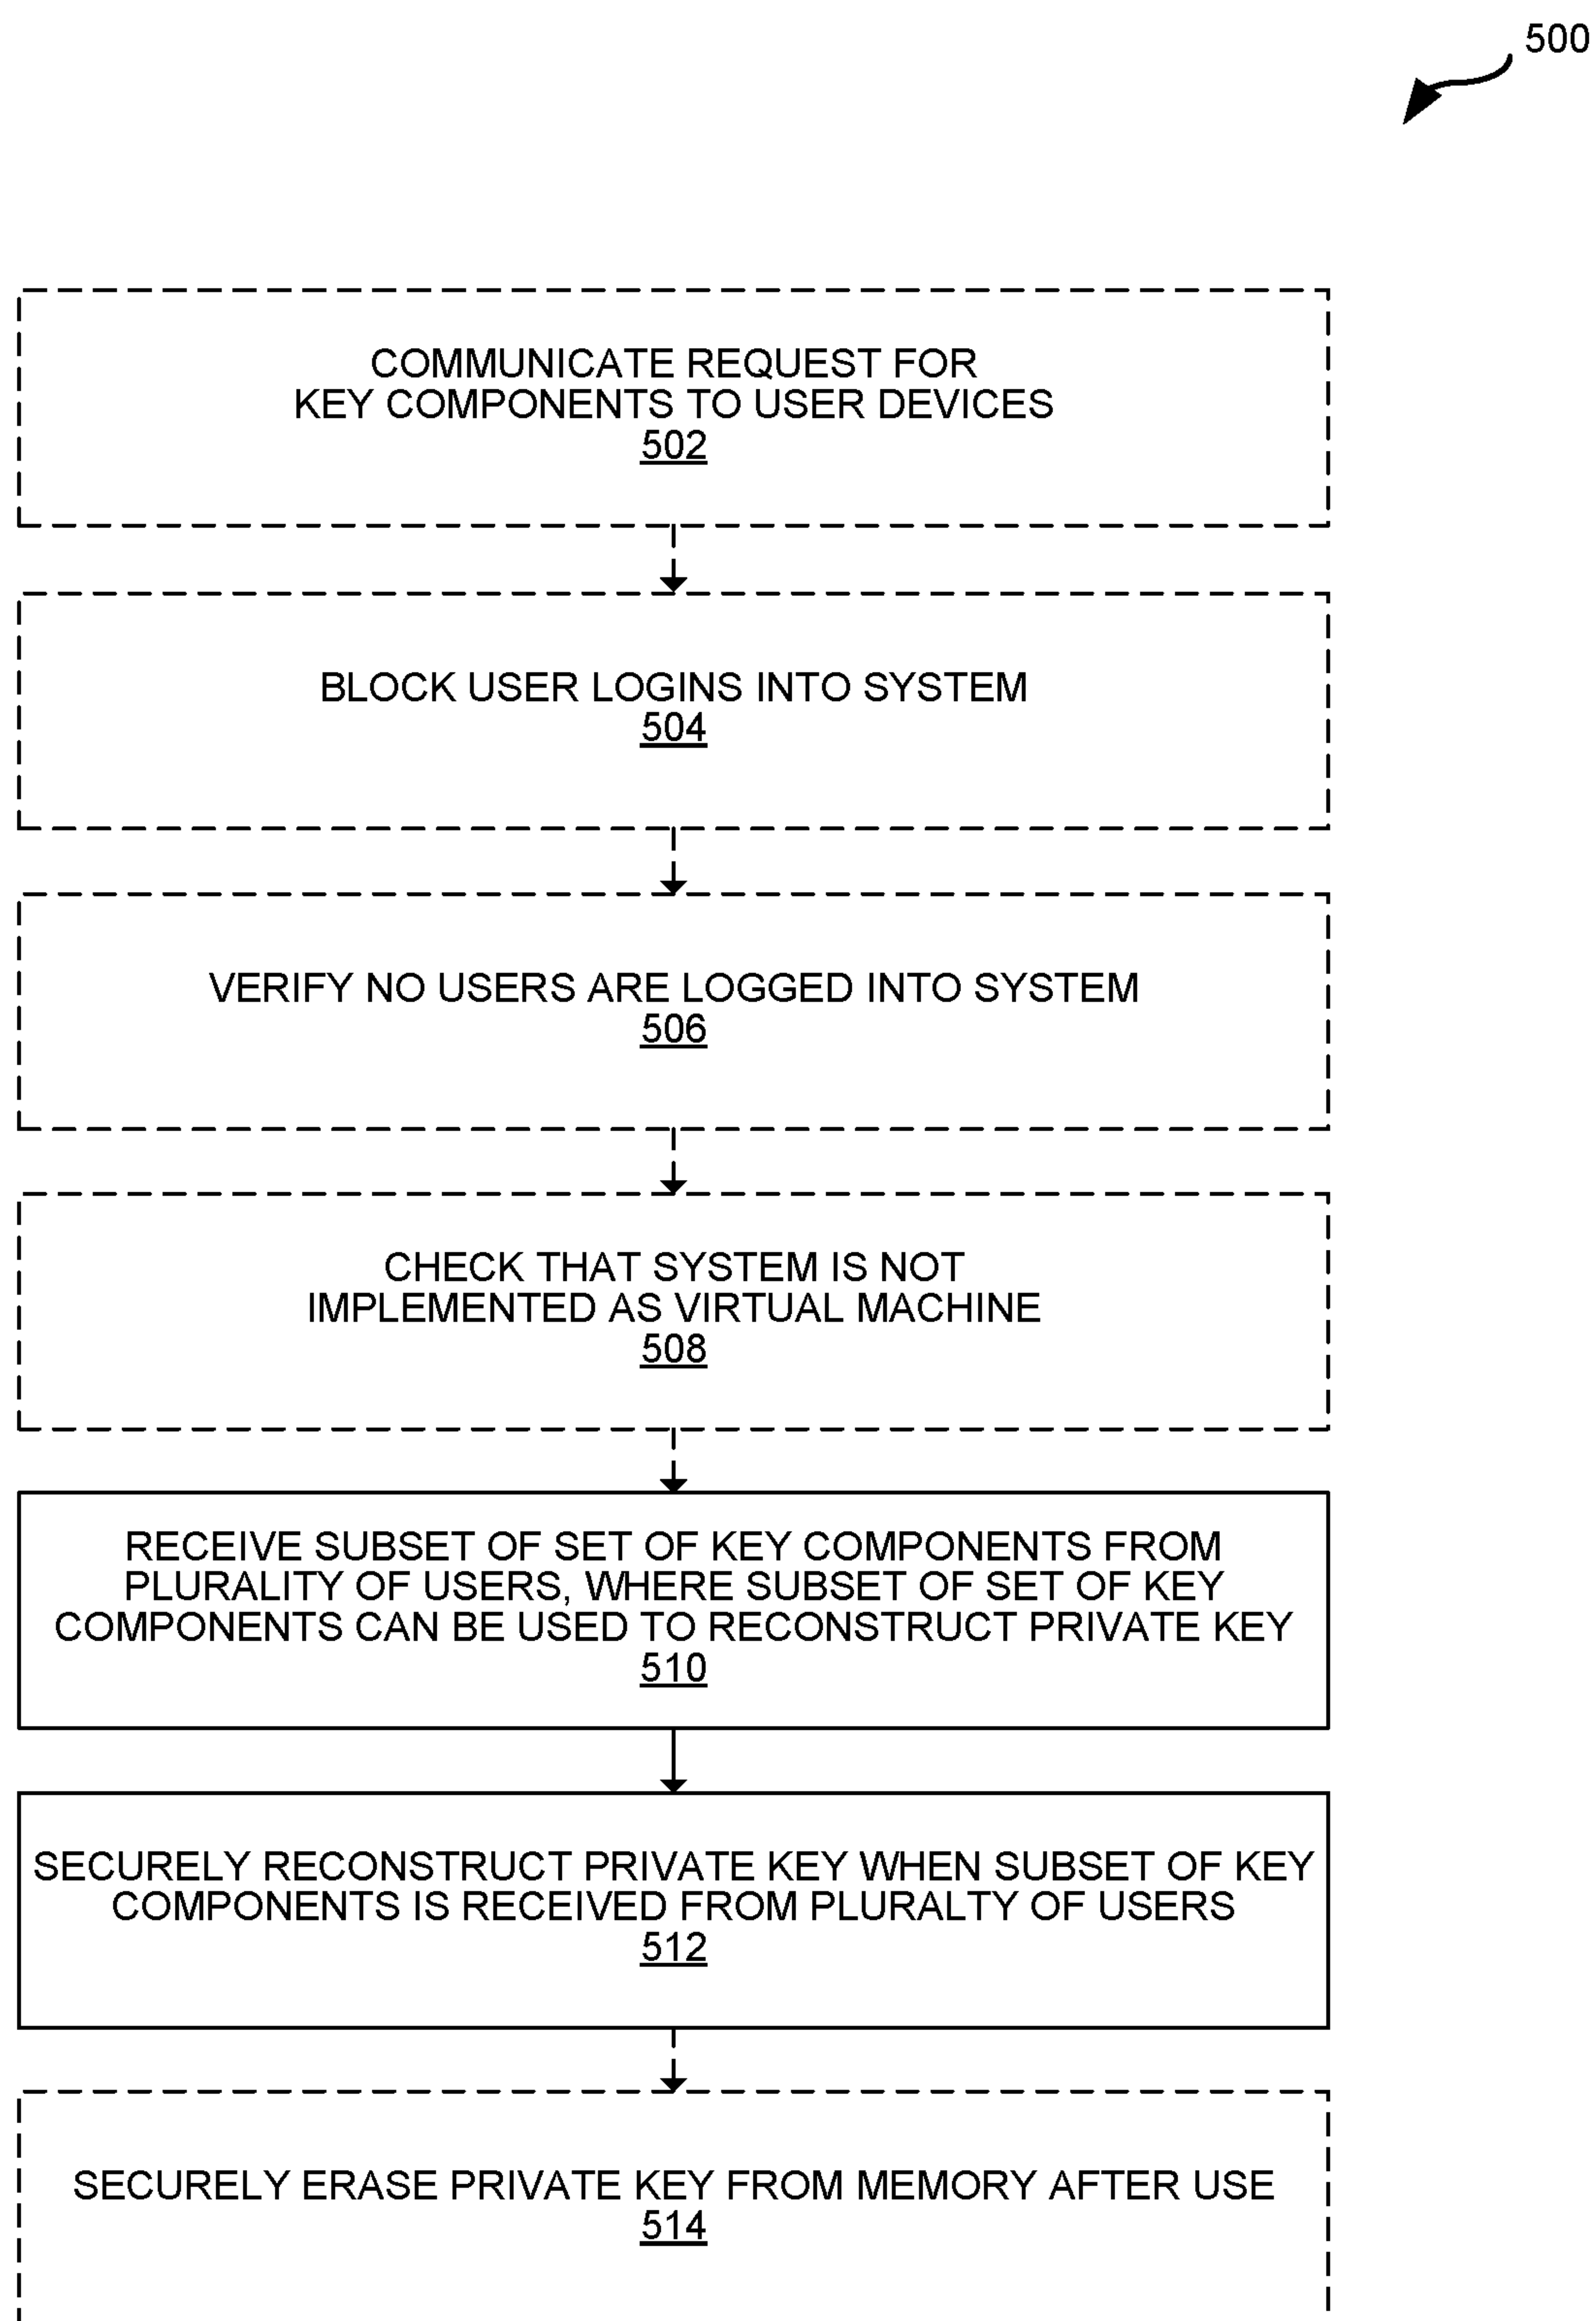 500
COMMUNICATE REQUEST FOR
KEY COMPONENTS TO USER DEVICES
502
BLOCK USER LOGINS INTO SYSTEM
504
VERIFY NO USERS ARE LOGGED INTO SYSTEM
506
CHECK THAT SYSTEM IS NOT
IMPLEMENTED AS VIRTUAL MACHINE
508
RECEIVE SUBSET OF SET OF KEY COMPONENTS FROM
PLURALITY OF USERS, WHERE SUBSET OF SET OF KEY
COMPONENTS CAN BE USED TO RECONSTRUCT PRIVATE KEY
510
SECURELY RECONSTRUCT PRIVATE KEY WHEN SUBSET OF KEY
COMPONENTS IS RECEIVED FROM PLURALTY OF USERS
512
SECURELY ERASE PRIVATE KEY FROM MEMORY AFTER USE
514